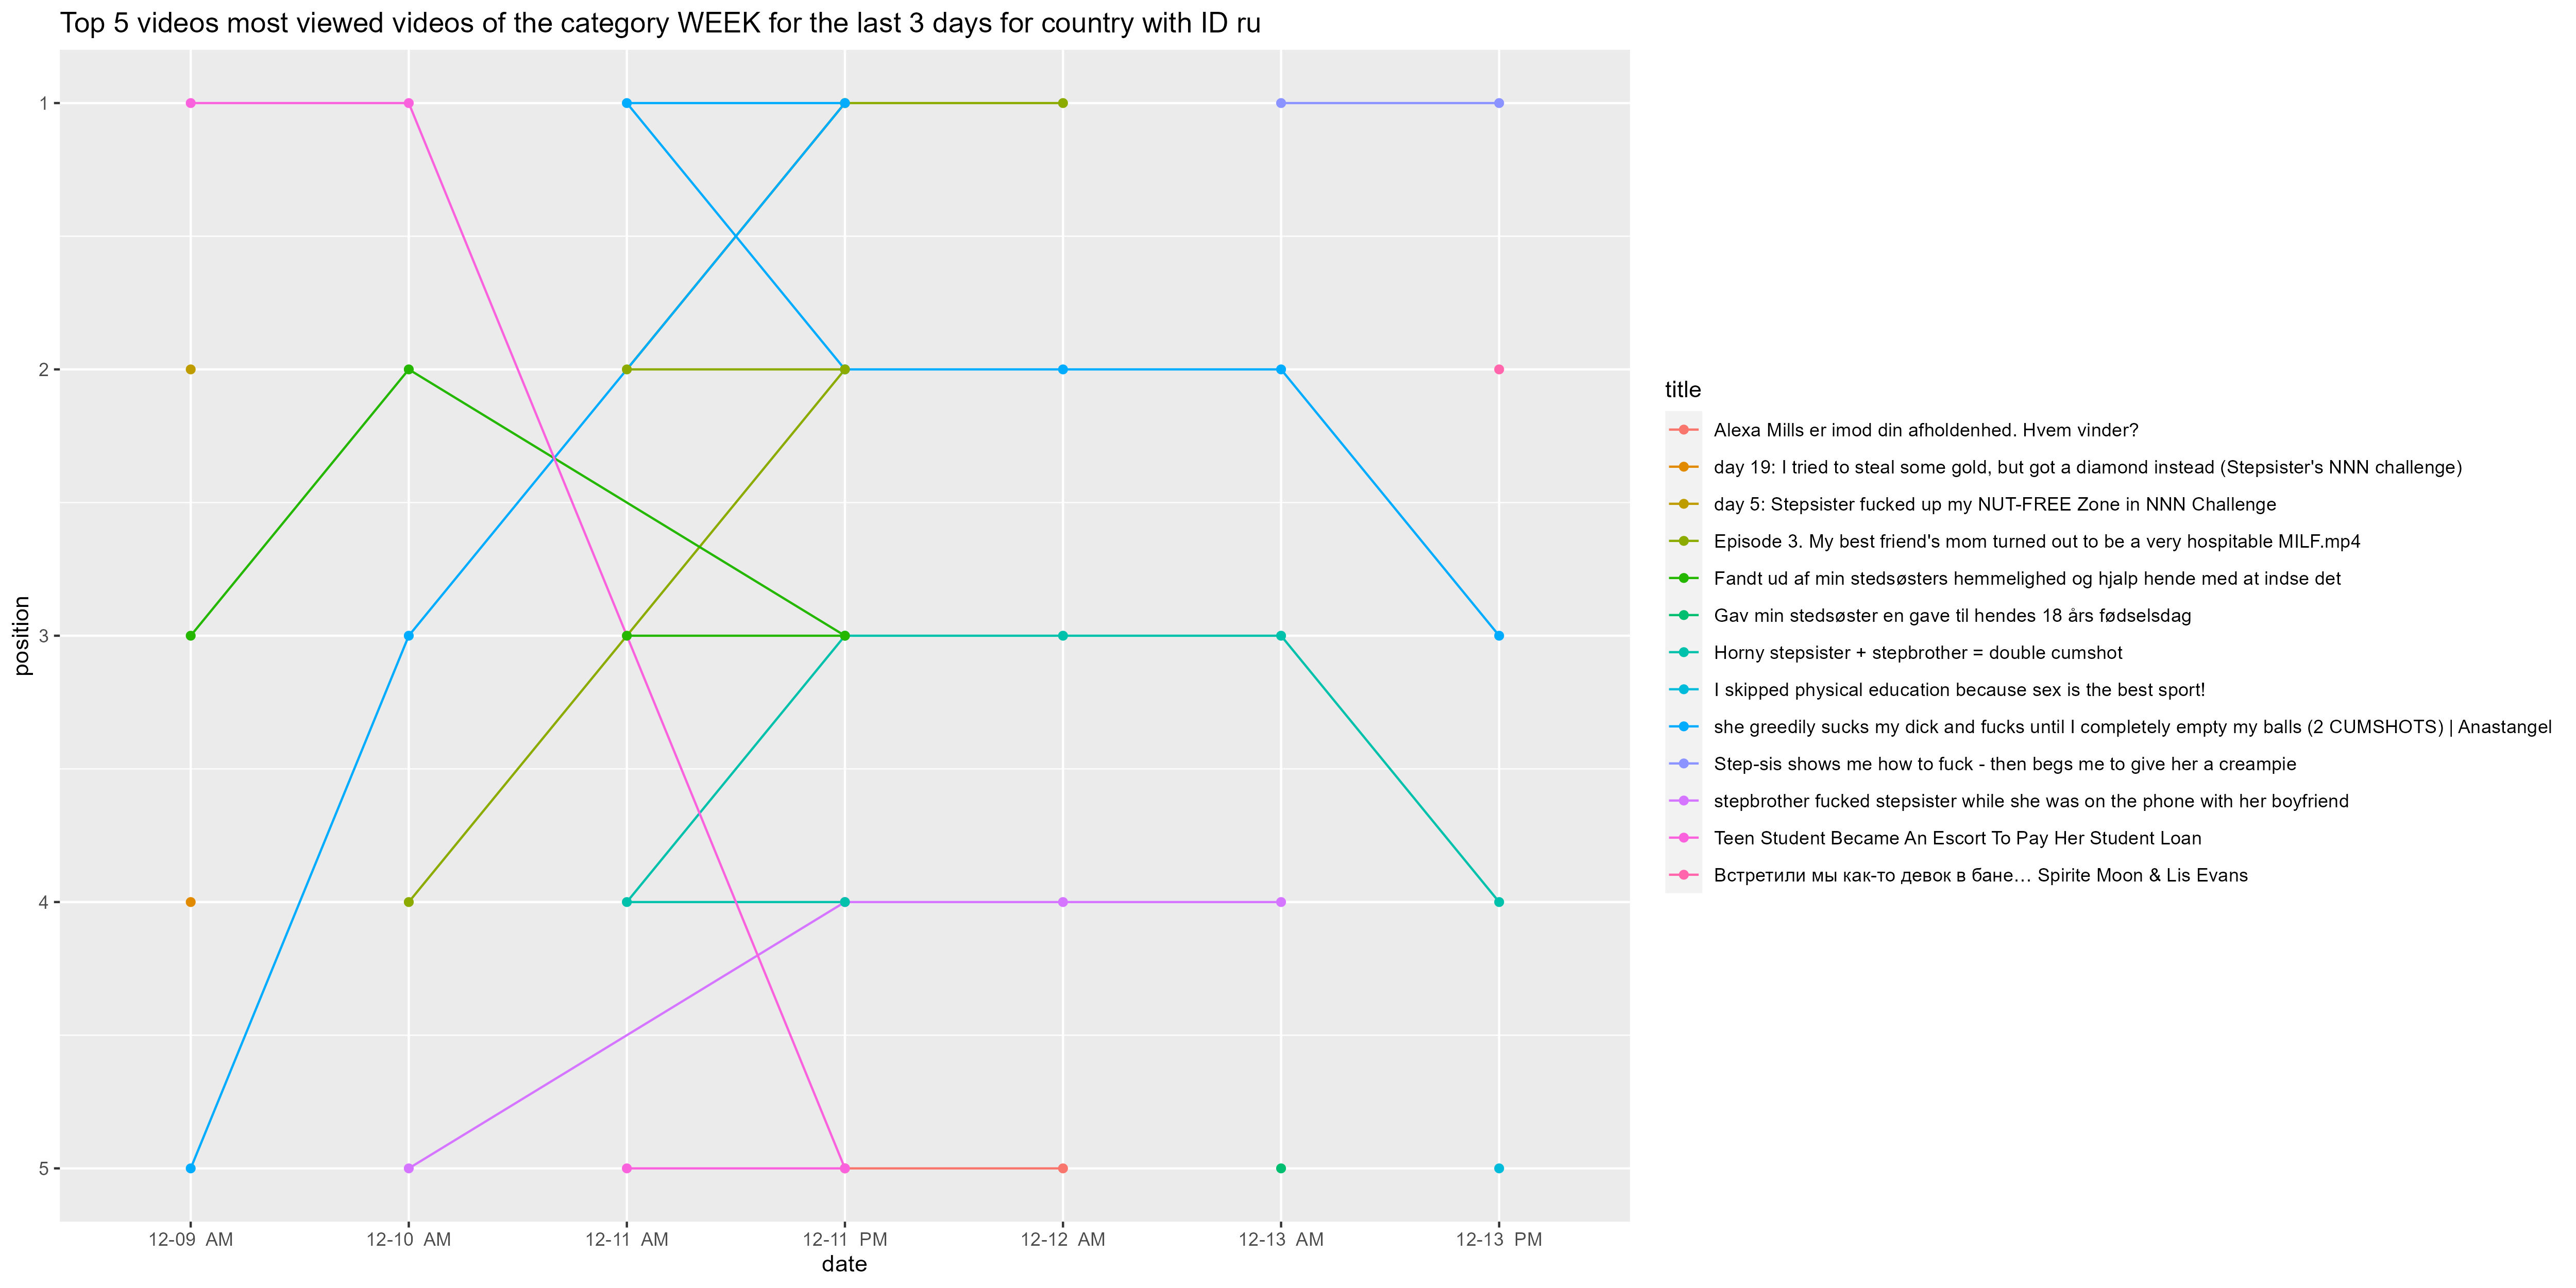 Top 5 videos most viewed videos of the category WEEK for the last 3 days for country with ID ru
position
1
2
3
4
5
12-09 AM
12-10 AM
12-11 AM
12-11 PM
12-12 AM
12-13 AM
12-13 PM
date
title
Alexa Mills er imod din afholdenhed. Hvem vinder?
day 19: I tried to steal some gold, but got a diamond instead (Stepsister's NNN challenge)
day 5: Stepsister fucked up my NUT-FREE Zone in NNN Challenge
Episode 3. My best friend's mom turned out to be a very hospitable MILF.mp4
Fandt ud af min stedsøsters hemmelighed og hjalp hende med at indse det
Gav min stedsøster en gave til hendes 18 års fødselsdag
Horny stepsister + stepbrother = double cumshot
I skipped physical education because sex is the best sport!
she greedily sucks my dick and fucks until I completely empty my balls (2 CUMSHOTS) | Anastangel
Step-sis shows me how to fuck - then begs me to give her a creampie
stepbrother fucked stepsister while she was on the phone with her boyfriend
Teen Student Became An Escort To Pay Her Student Loan
Встретили мы как-то девок в бане… Spirite Moon & Lis Evans